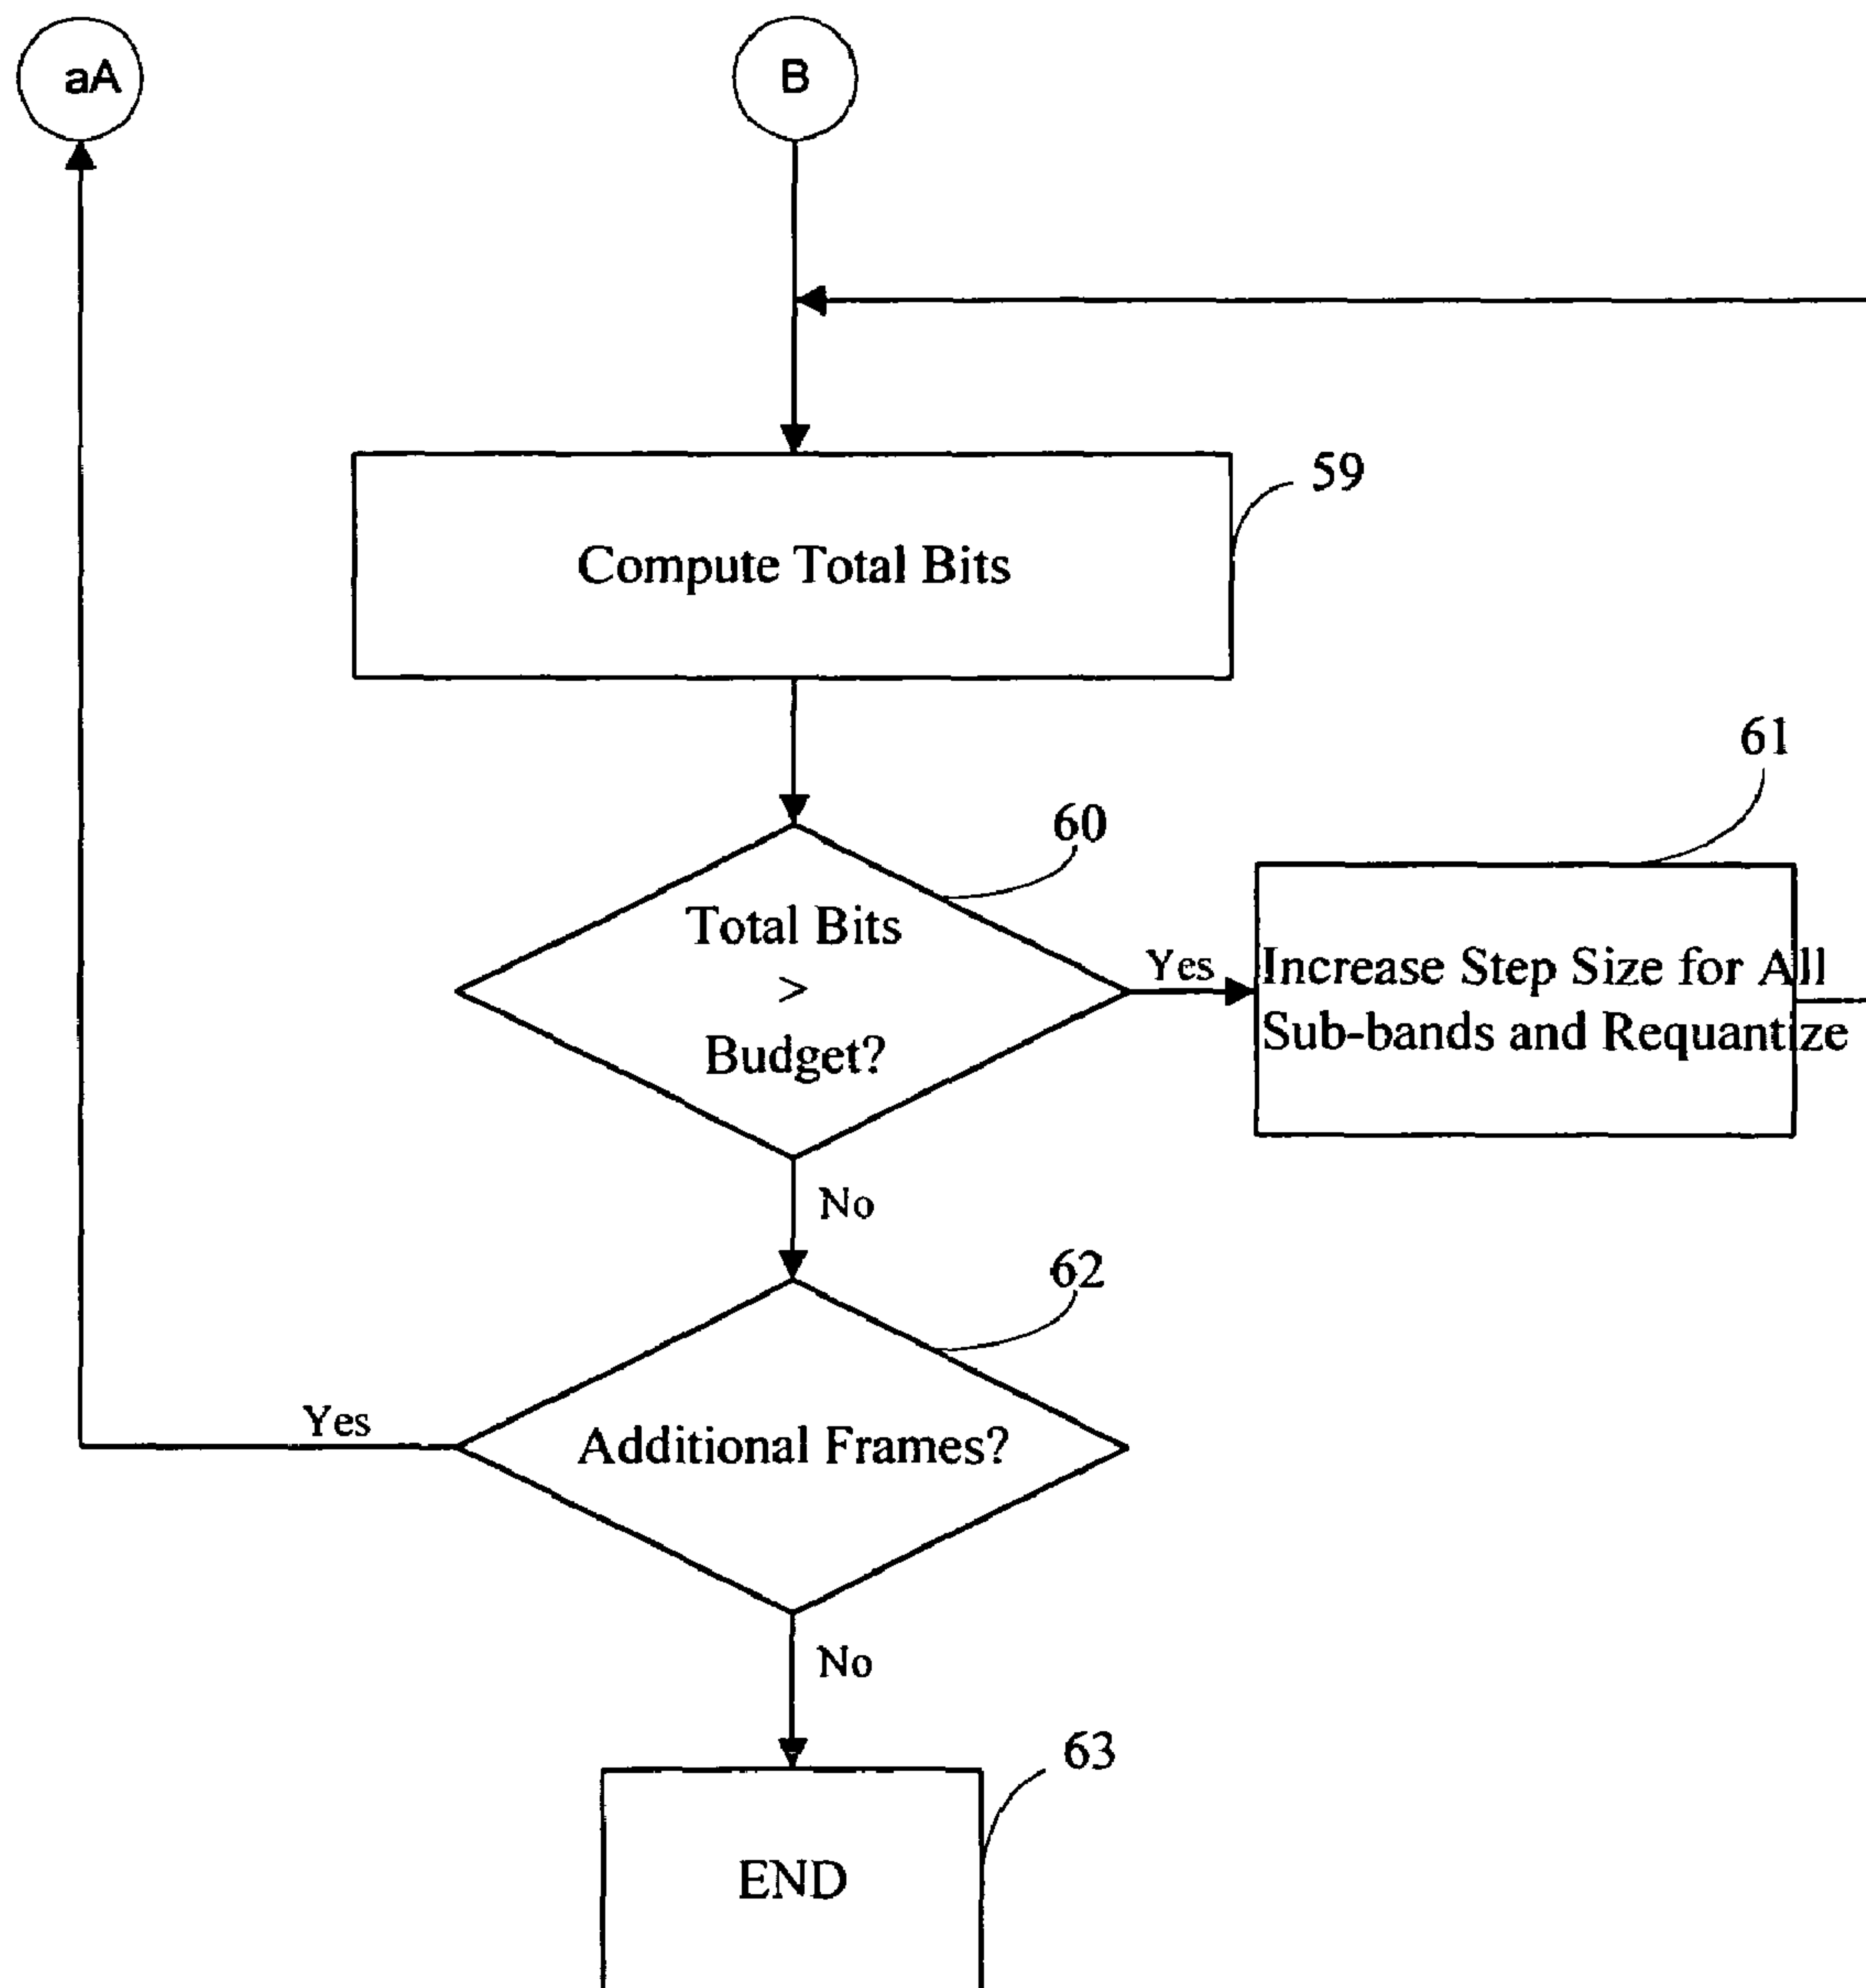 aA
B
59
Compute Total Bits
61
60
Total Bits
>
Budget?
Yes
Increase Step Size for All
Sub-bands and Requantize
No
62
Yes
Additional Frames?
No
63
END